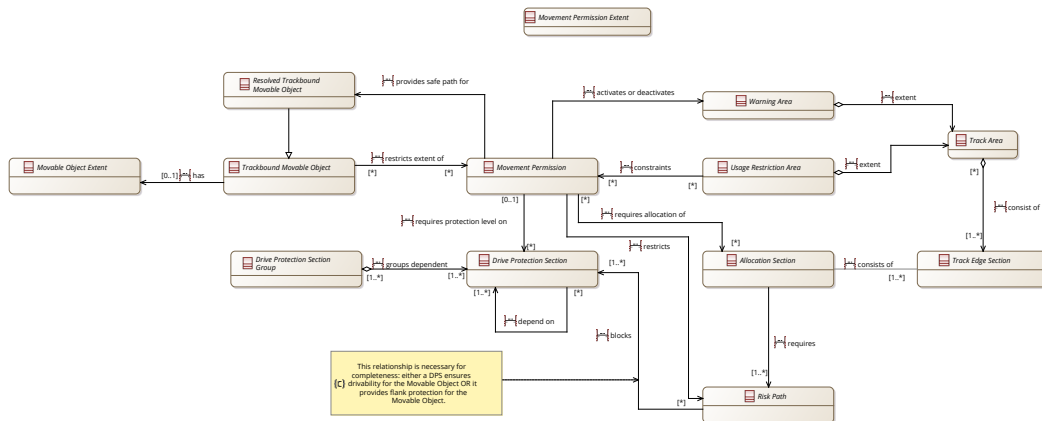 Movement Permission Extent
Resolved Trackbound
Movable Object
provides safe path for
activates or deactivates
Warning Area
extent
Track Area
Movable Object Extent
[0..1]
has
Trackbound Movable Object
restricts extent of
[*]
[*]
Movement Permission
constraints
[*]
[*]
Usage Restriction Area
extent
[*]
[0..1]
[*]
requires protection level on
requires allocation of
restricts
consist of
[*]
[*]
[1..*]
Drive Protection Section
Group
groups dependent
[1..*]
[1..*]
Drive Protection Section
[1..*]
Allocation Section
consists of
[1..*]
Track Edge Section
[1..*]
[*]
depend on
blocks
requires
This relationship is necessary for
completeness: either a DPS ensures
(c) drivability for the Movable Object OR it
provides flank protection for the
Movable Object.
[1..*]
[*]
Risk Path